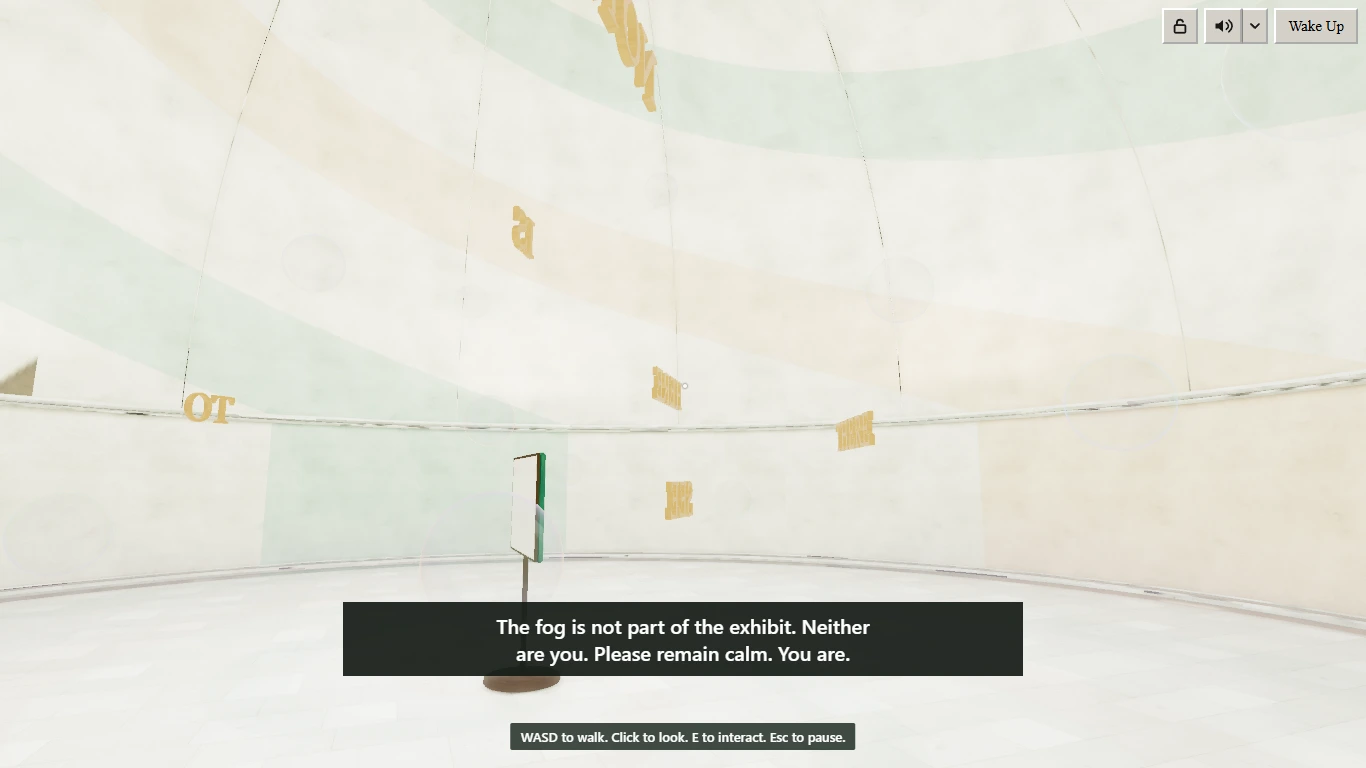 Wake Up
OT
The fog is not part of the exhibit. Neither
are you. Please remain calm. You are.
WASD to walk. Click to look. E to interact. Esc to pause.